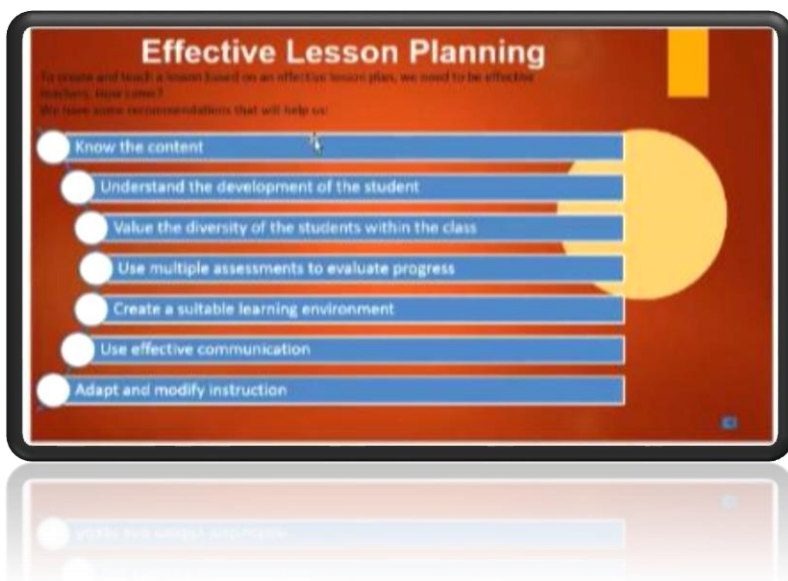 Effective Lesson Planning
To create and teach a lesson based on an effective lesson plan, we need to be effective
teachers. How come?
We have some recommendations that will help us:
Know the content
Understand the development of the student
Value the diversity of the students within the class
Use multiple assessments to evaluate progress
Create a suitable learning environment
Use effective communication
Adapt and modify instruction